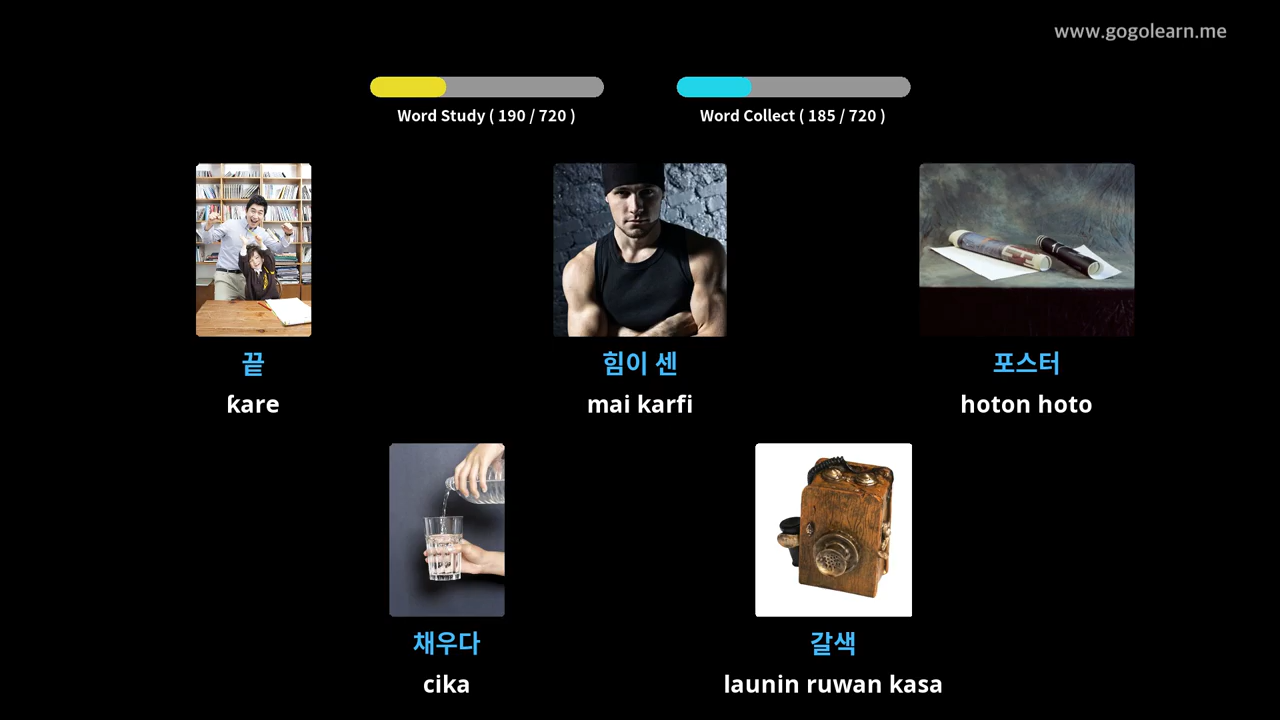 www.gogolearn.me
Word Study ( 190 / 720 )
Word Collect ( 185 / 720 )
끝
ƙare
힘이 센
mai karfi
포스터
hoton hoto
채우다
cika
갈색
launin ruwan kasa